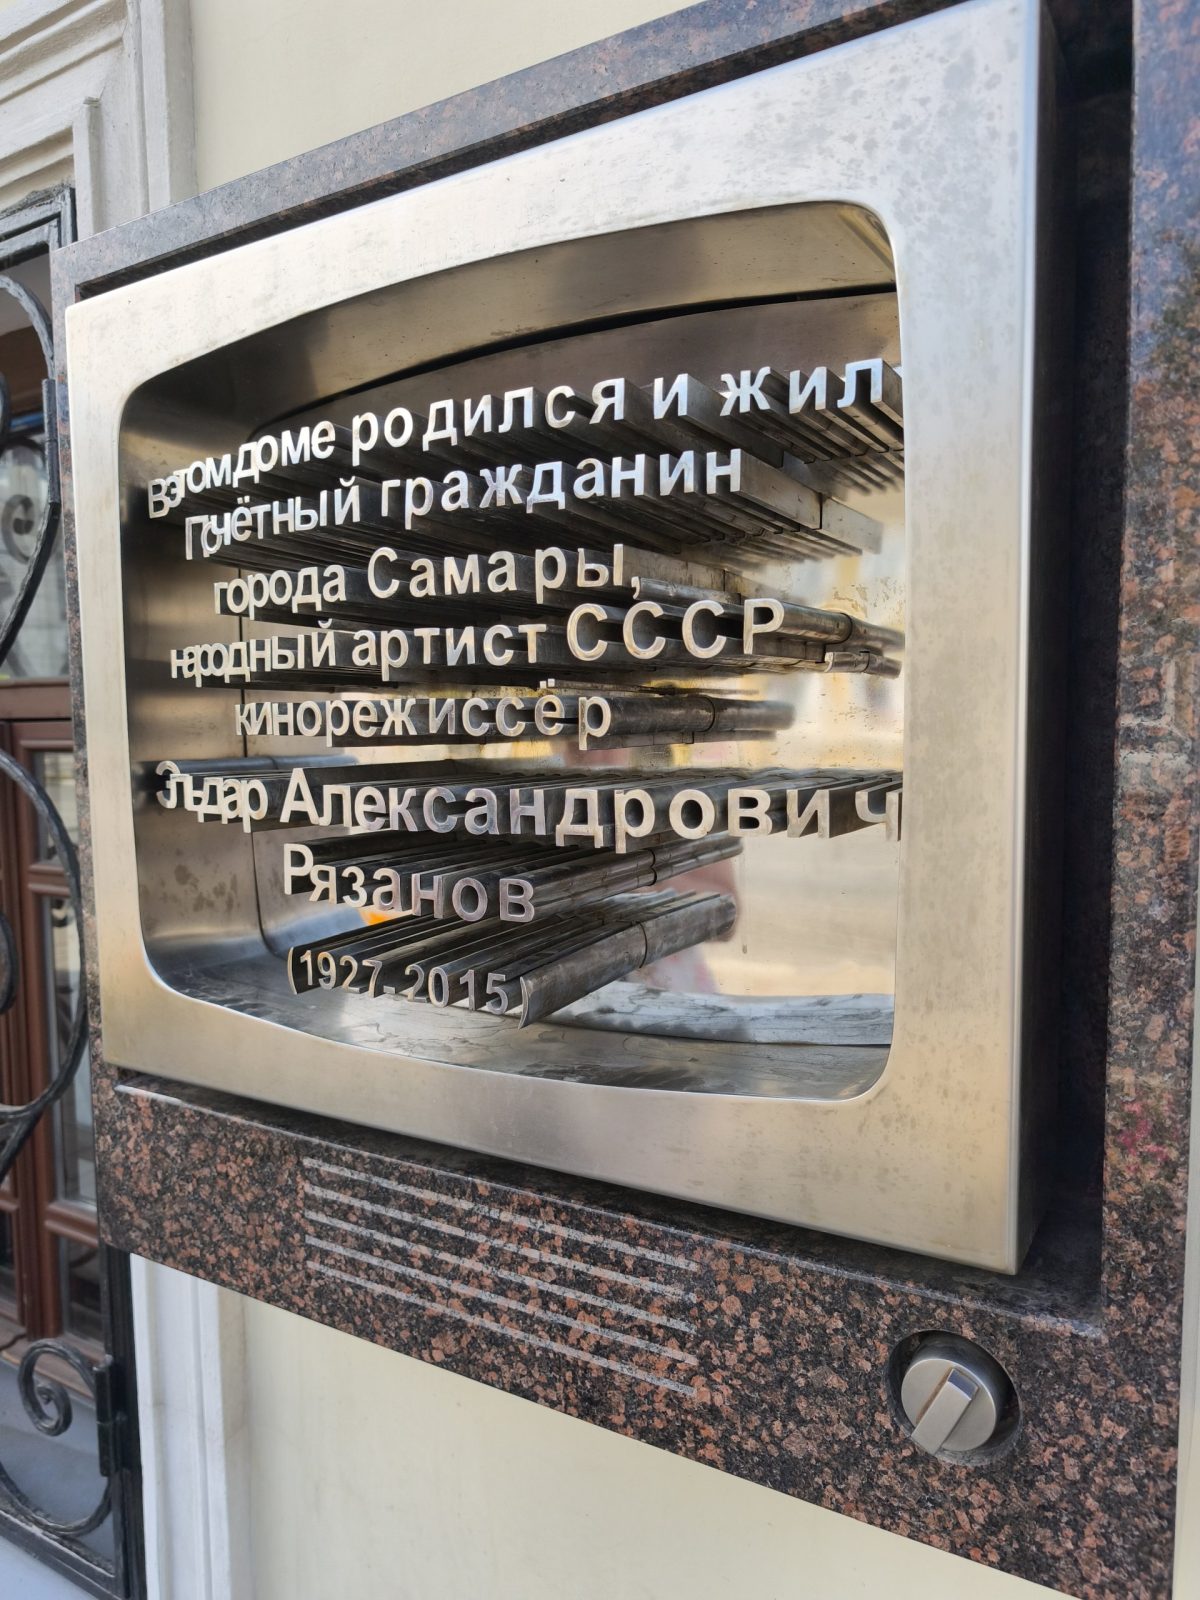 В этом доме родился и жил
Почётный гражданин
города Самары,
народный артист СССР
кинорежиссёр
Эльдар Александрович
Рязанов
(1927-2015)